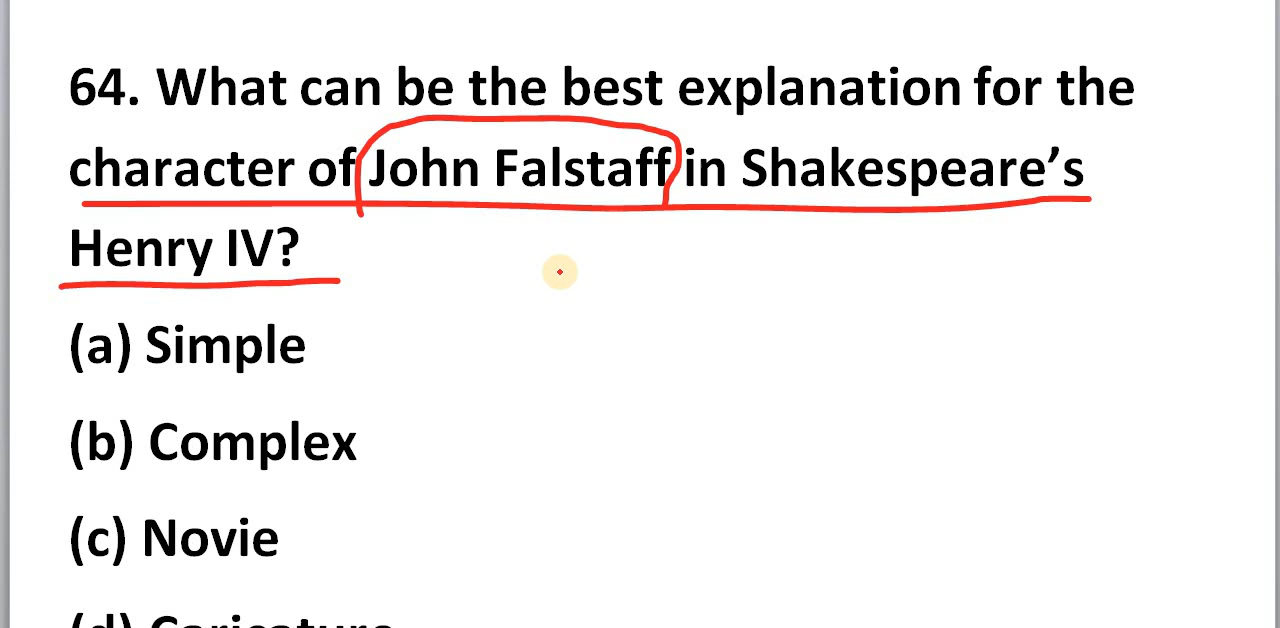 64. What can be the best explanation for the
character of John Falstaff in Shakespeare’s
Henry IV?
(a) Simple
(b) Complex
(c) Novie
(d) Caricature